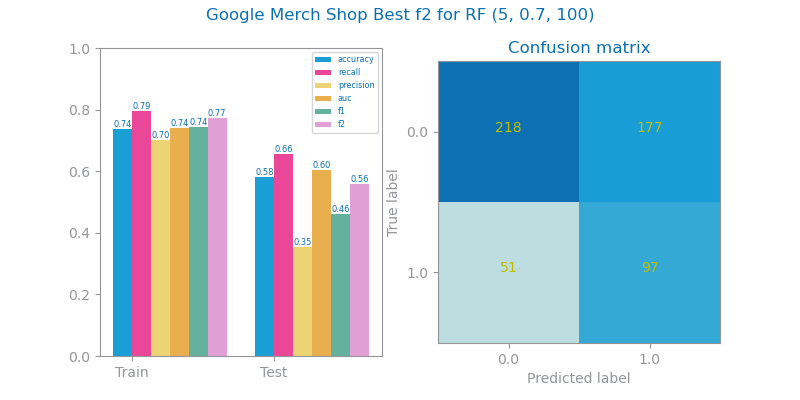 Google Merch Shop Best f2 for RF (5, 0.7, 100)
1.0
0.8
0.6
0.4
0.2
0.0
accuracy
recall
precision
auc
f1
f2
0.74
0.79
0.70
0.74
0.74
0.77
0.58
0.66
0.35
0.60
0.46
0.56
Train
Test
Confusion matrix
True label
0.0
1.0
218
177
51
97
0.0
1.0
Predicted label